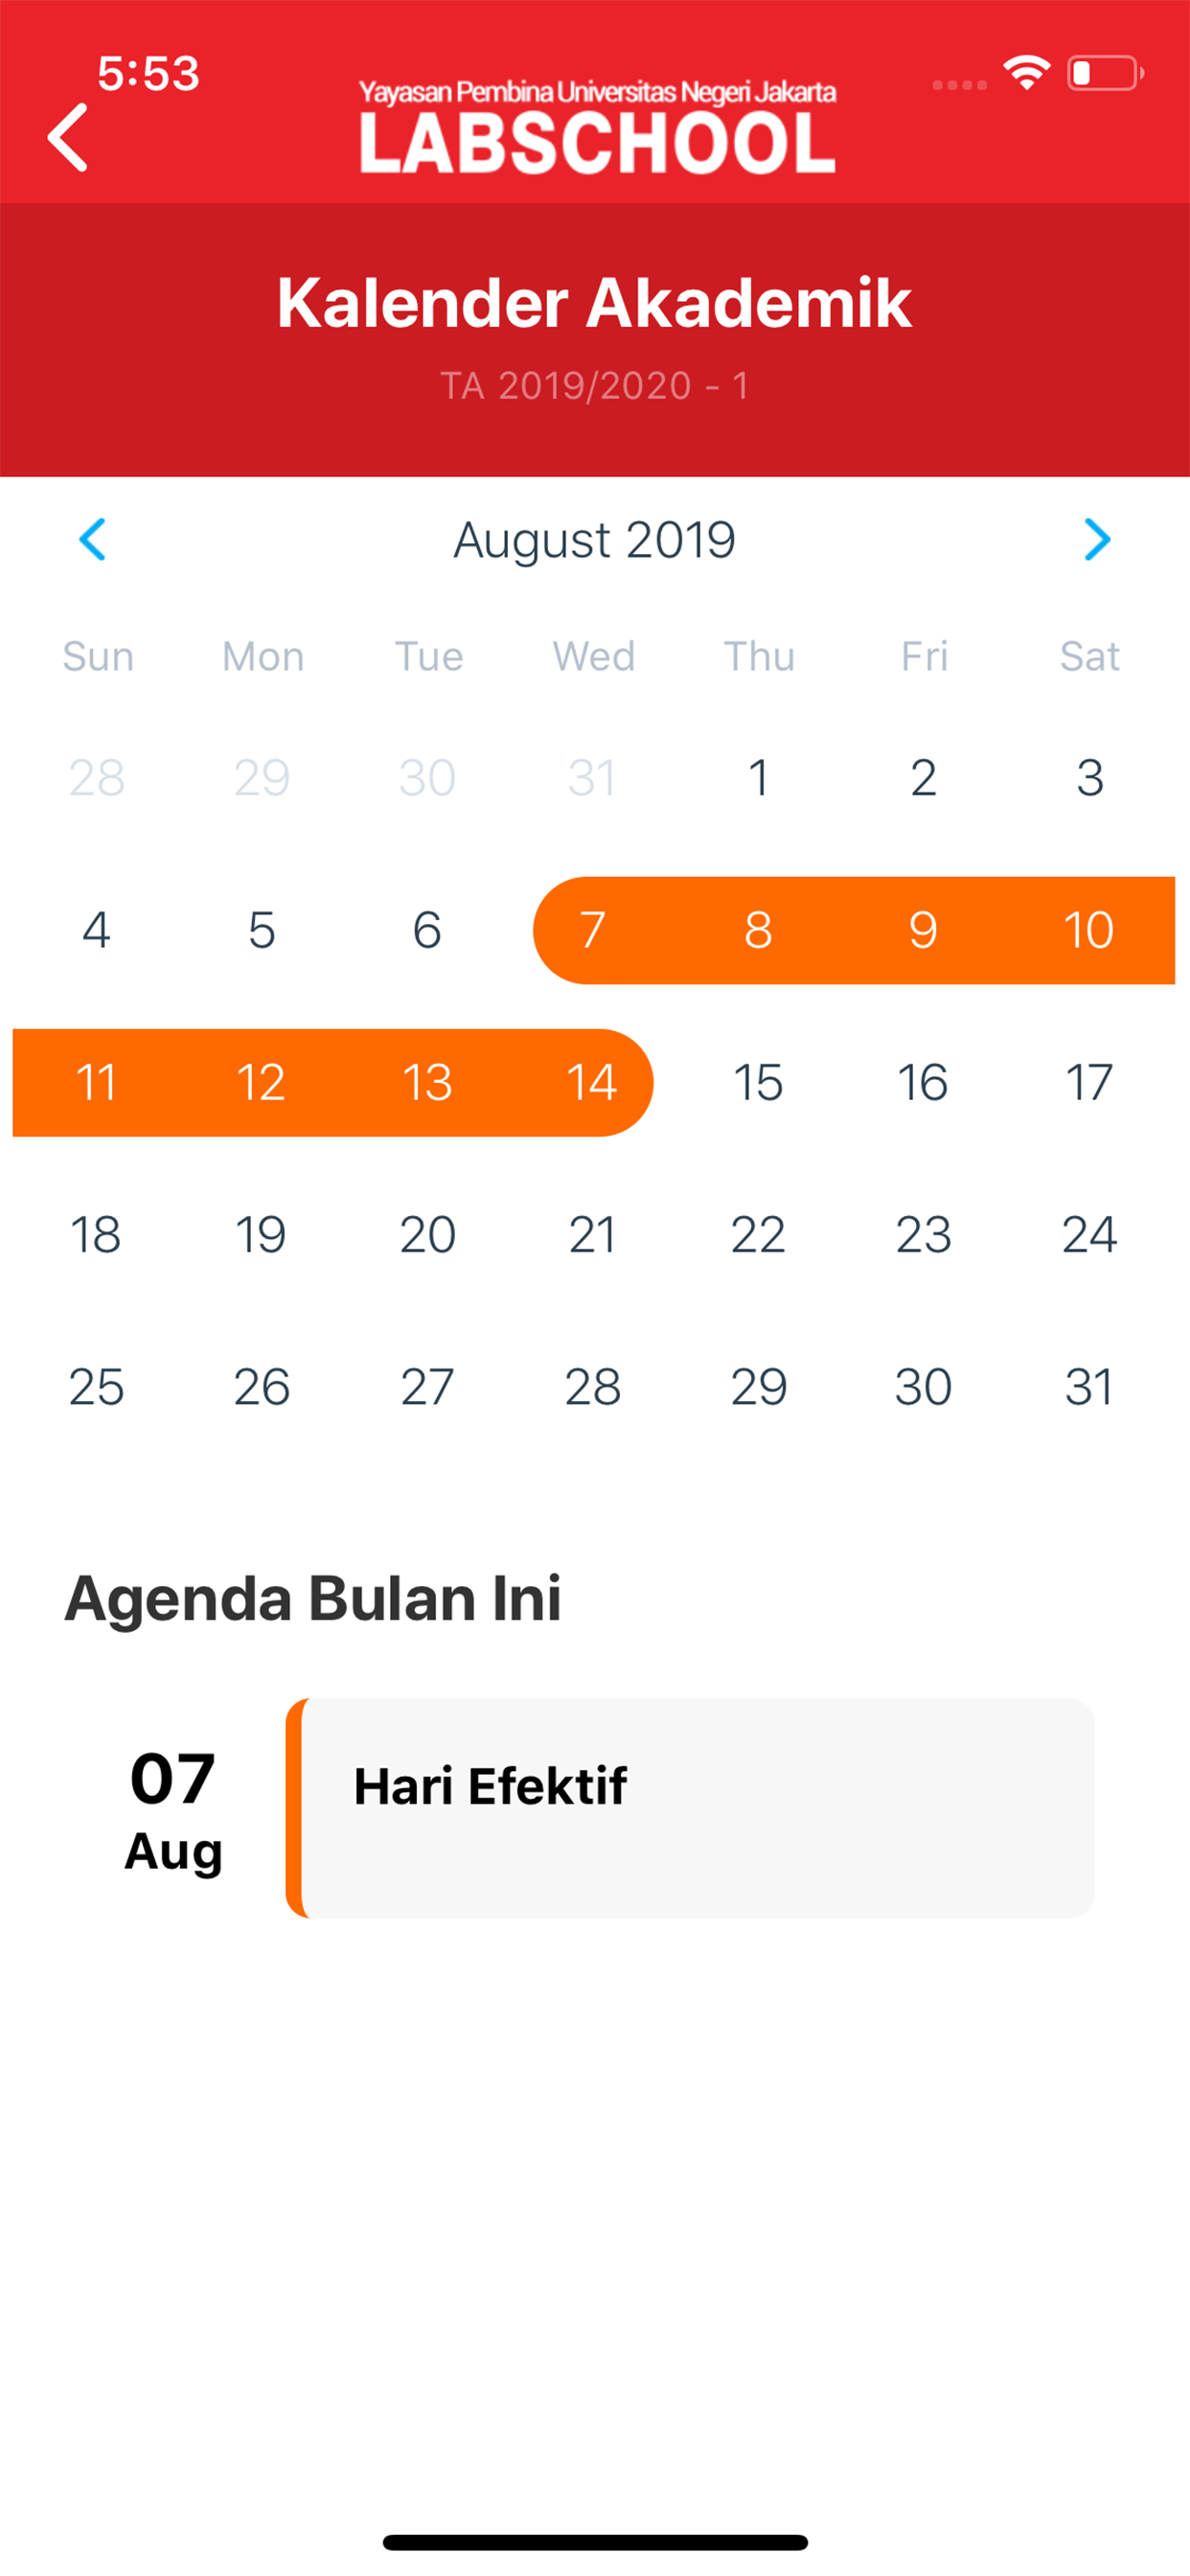 5:53
Yayasan Pembina Universitas Negeri Jakarta
LABSCHOOL
Kalender Akademik
TA 2019/2020 - 1
August 2019
Sun Mon Tue Wed Thu Fri Sat
28 29 30 31 1 2 3
4 5 6 7 8 9 10
11 12 13 14 15 16 17
18 19 20 21 22 23 24
25 26 27 28 29 30 31
Agenda Bulan Ini
07
Aug
Hari Efektif